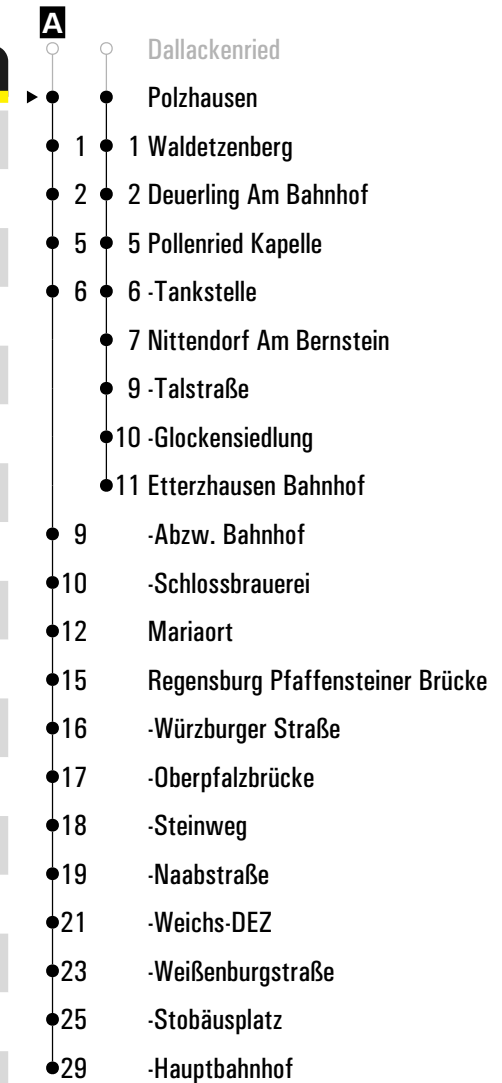 A
Dallackenried
Polzhausen
1 1 Waldetzenberg
2 2 Deuerling Am Bahnhof
5 5 Pollenried Kapelle
6 6 -Tankstelle
7 Nittendorf Am Bernstein
9 -Talstraße
10 -Glockensiedlung
11 Etterzhausen Bahnhof
9 -Abzw. Bahnhof
10 -Schlossbrauerei
12 Mariaort
15 Regensburg Pfaffensteiner Brücke
16 -Würzburger Straße
17 -Oberpfalzbrücke
18 -Steinweg
19 -Naabstraße
21 -Weichs-DEZ
23 -Weißenburgstraße
25 -Stobäusplatz
29 -Hauptbahnhof